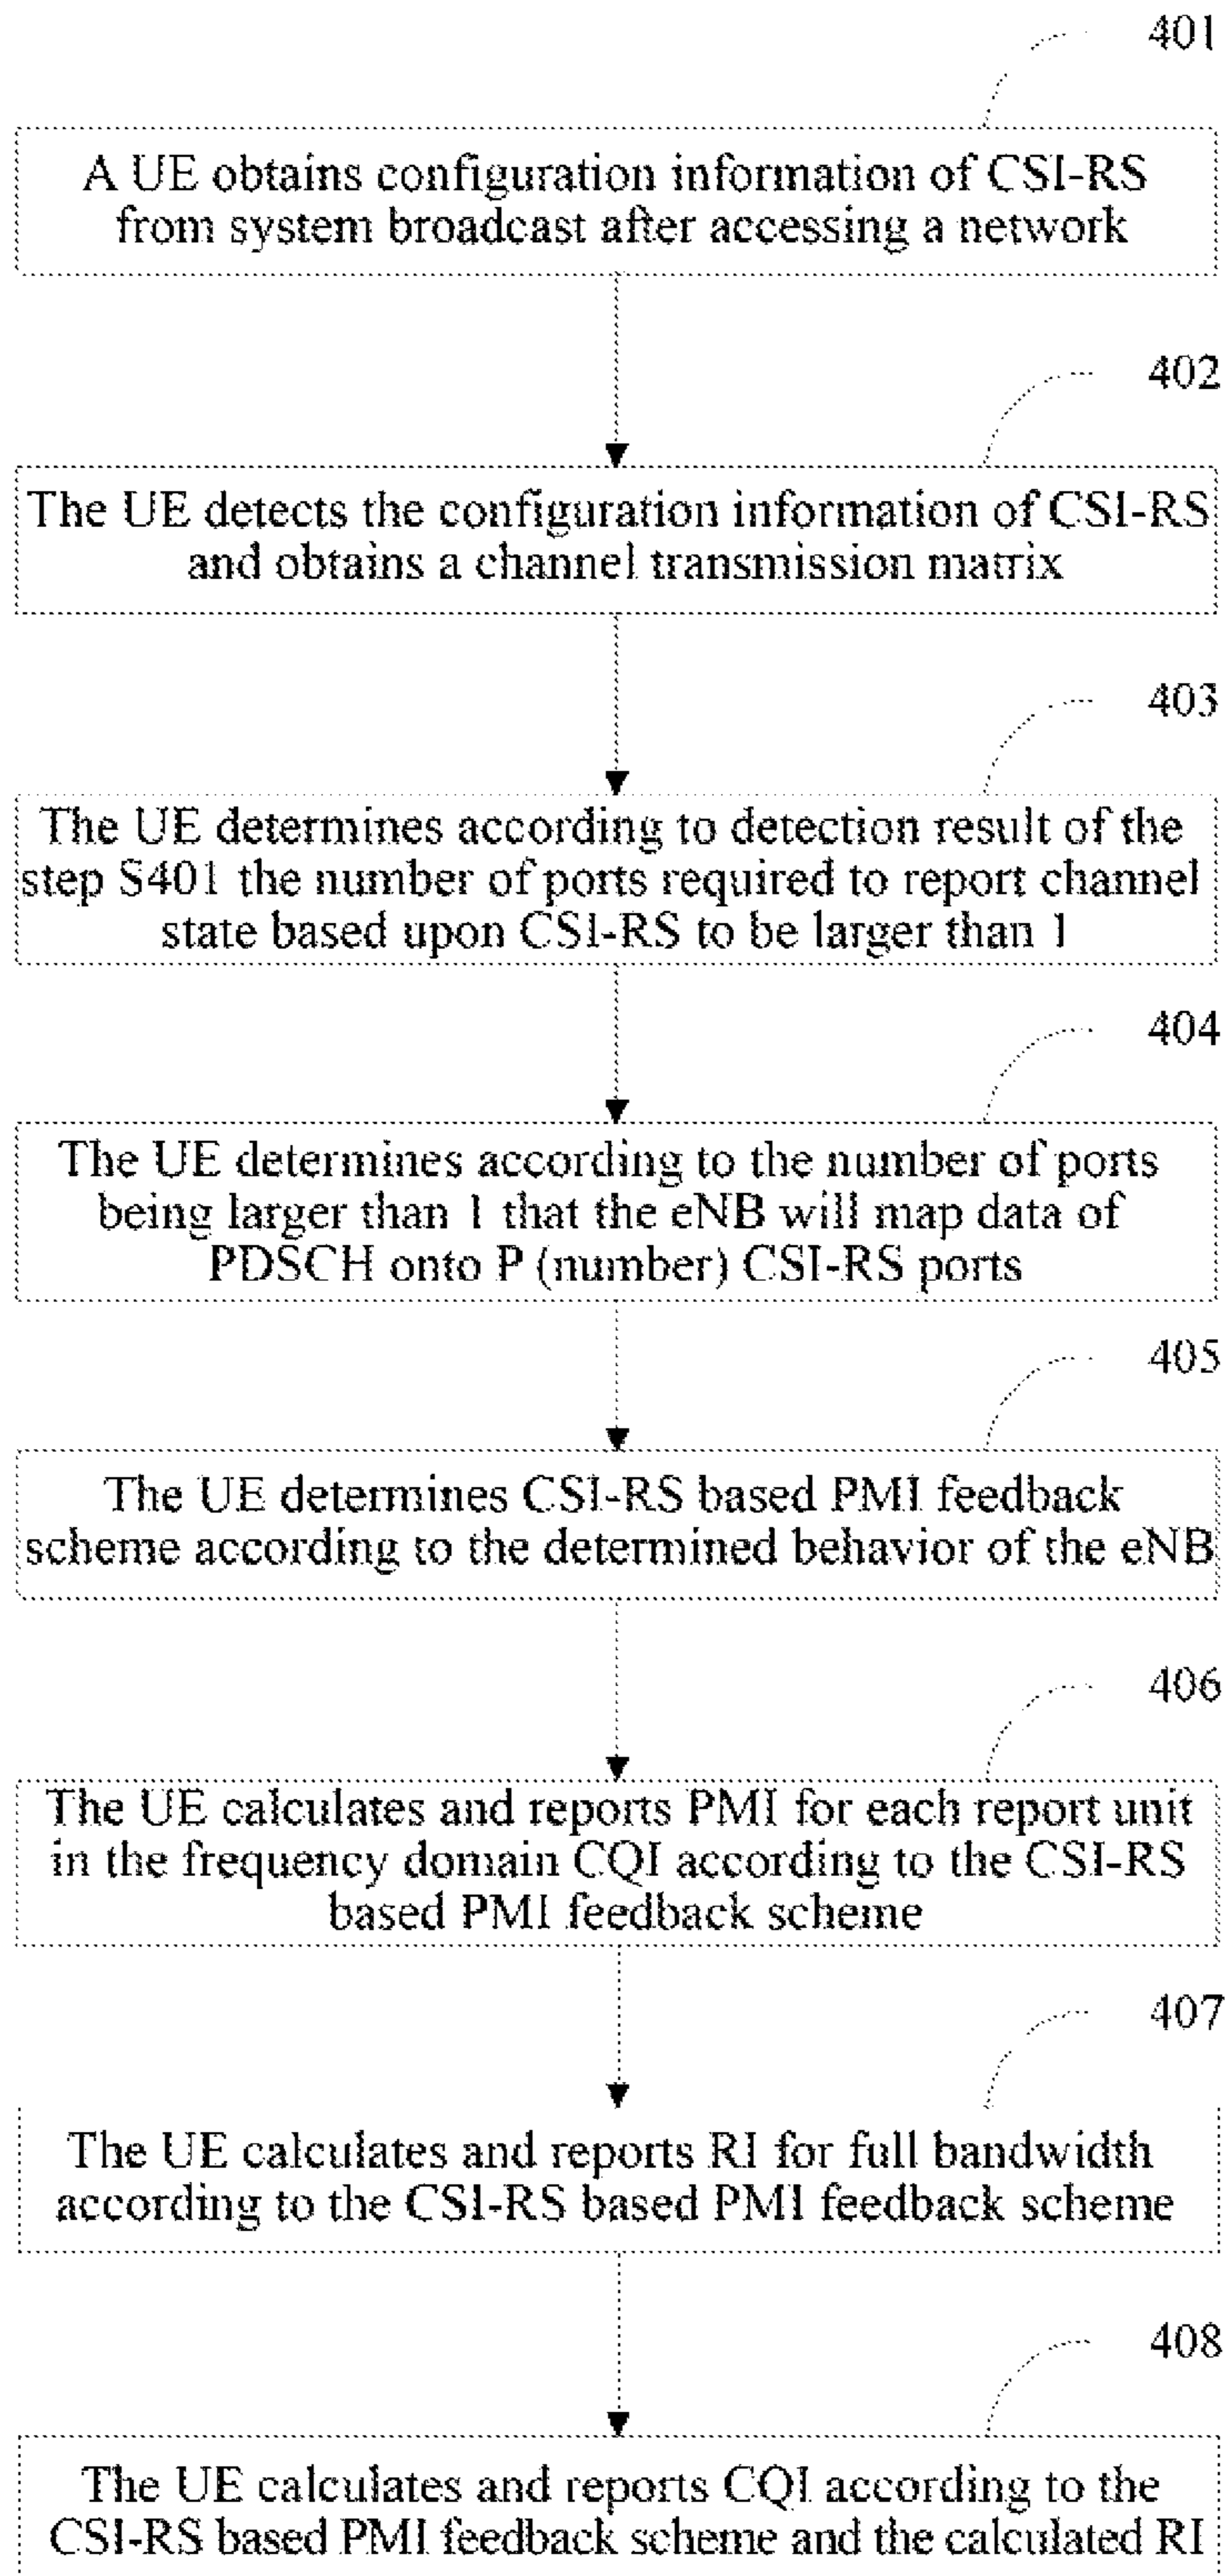 401
A UE obtains configuration information of CSI-RS
from system broadcast after accessing a network
402
The UE detects the configuration information of CSI-RS
and obtains a channel transmission matrix
403
The UE determines according to detection result of the
step S401 the number of ports required to report channel
state based upon CSI-RS to be larger than 1
404
The UE determines according to the number of ports
being larger than 1 that the eNB will map data of
PDSCH onto P (number) CSI-RS ports
405
The UE determines CSI-RS based PMI feedback
scheme according to the determined behavior of the eNB
406
The UE calculates and reports PMI for each report unit
in the frequency domain CQI according to the CSI-RS
based PMI feedback scheme
407
The UE calculates and reports RI for full bandwidth
according to the CSI-RS based PMI feedback scheme
408
The UE calculates and reports CQI according to the
CSI-RS based PMI feedback scheme and the calculated RI